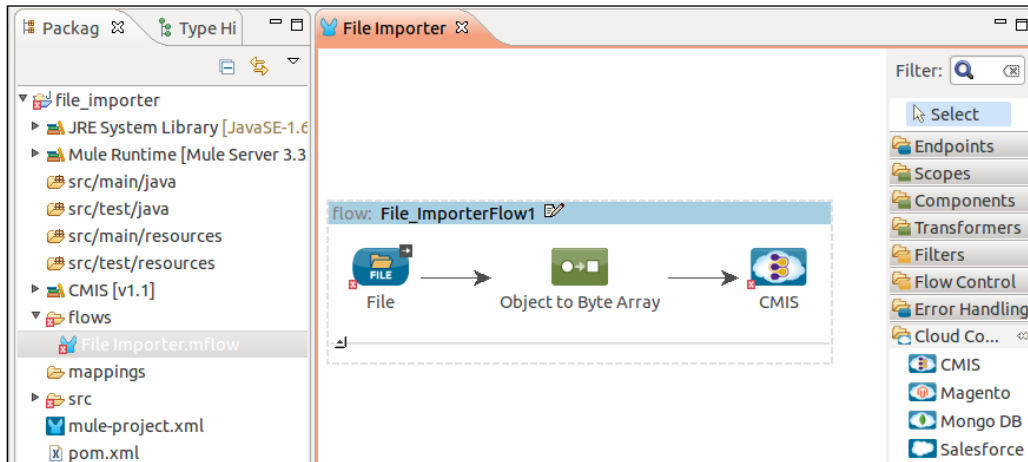 Packag
Type Hi
file_importer
JRE System Library [JavaSE-1.6
Mule Runtime [Mule Server 3.3
src/main/java
src/test/java
src/main/resources
src/test/resources
CMIS [v1.1]
flows
File Importer.mflow
mappings
src
mule-project.xml
pom.xml
File Importer
flow: File_ImporterFlow1
FILE
File
Object to Byte Array
CMIS
Filter:
Select
Endpoints
Scopes
Components
Transformers
Filters
Flow Control
Error Handling
Cloud Co...
CMIS
Magento
Mongo DB
Salesforce